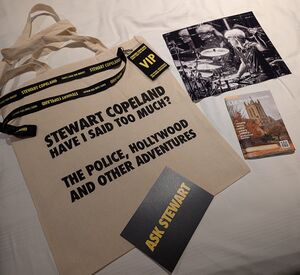 STEWART COPELAND
VIP
STEWART COPELAND
HAVE I SAID TOO MUCH?
THE POLICE, HOLLYWOOD
AND OTHER ADVENTURES
ASK STEWART